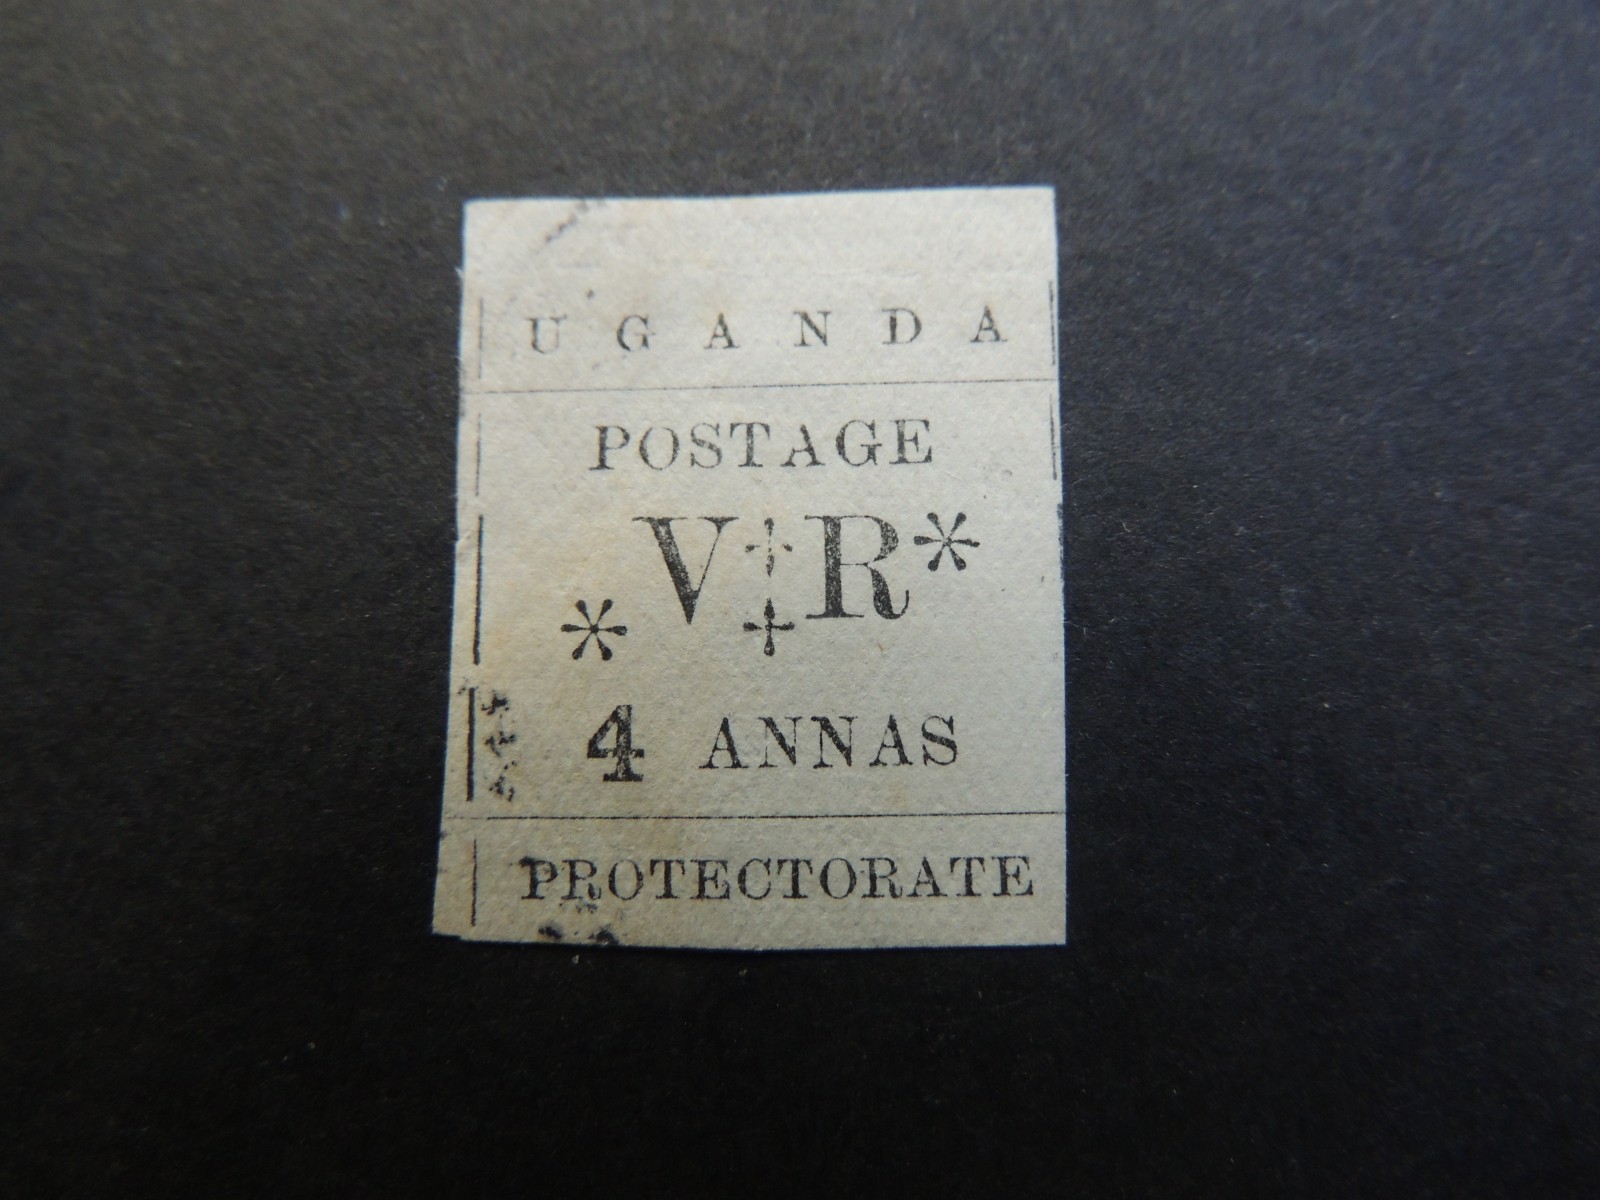 UGANDA
POSTAGE
V‡R*
*
4 ANNAS
PROTECTORATE